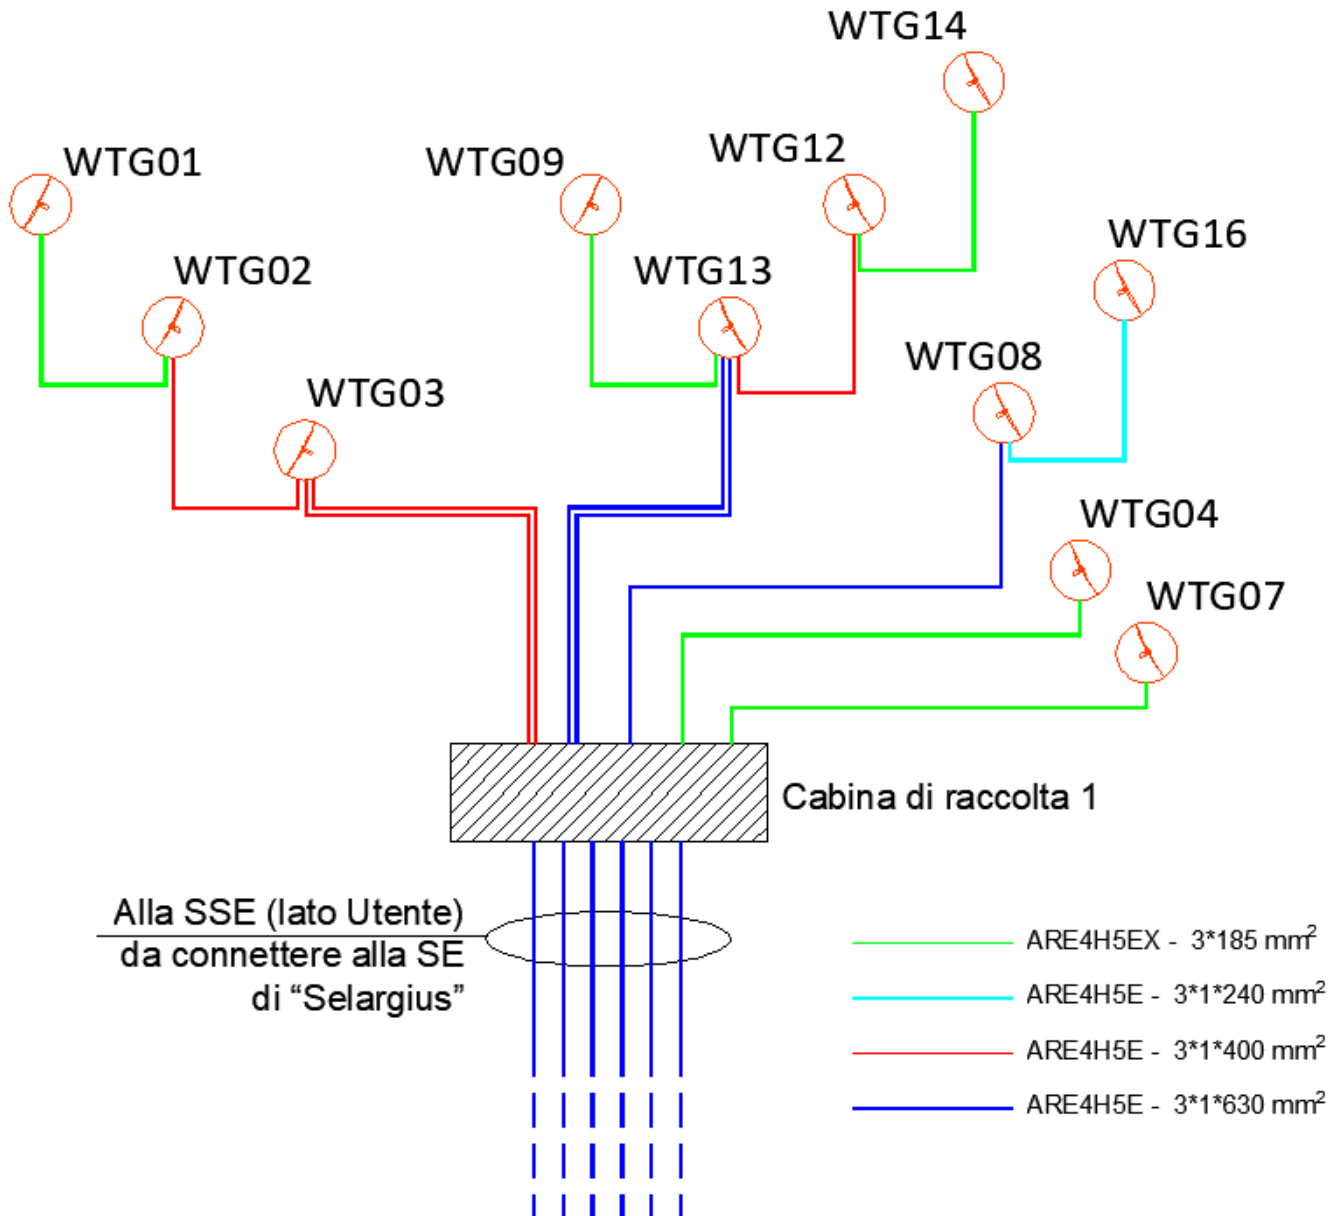 WTG14
WTG01
WTG09
WTG12
WTG02
WTG13
WTG16
WTG03
WTG08
WTG04
WTG07
Cabina di raccolta 1
Alla SSE (lato Utente)
da connettere alla SE
di “Selargius”
ARE4H5EX - 3*185 mm²
ARE4H5E - 3*1*240 mm²
ARE4H5E - 3*1*400 mm²
ARE4H5E - 3*1*630 mm²